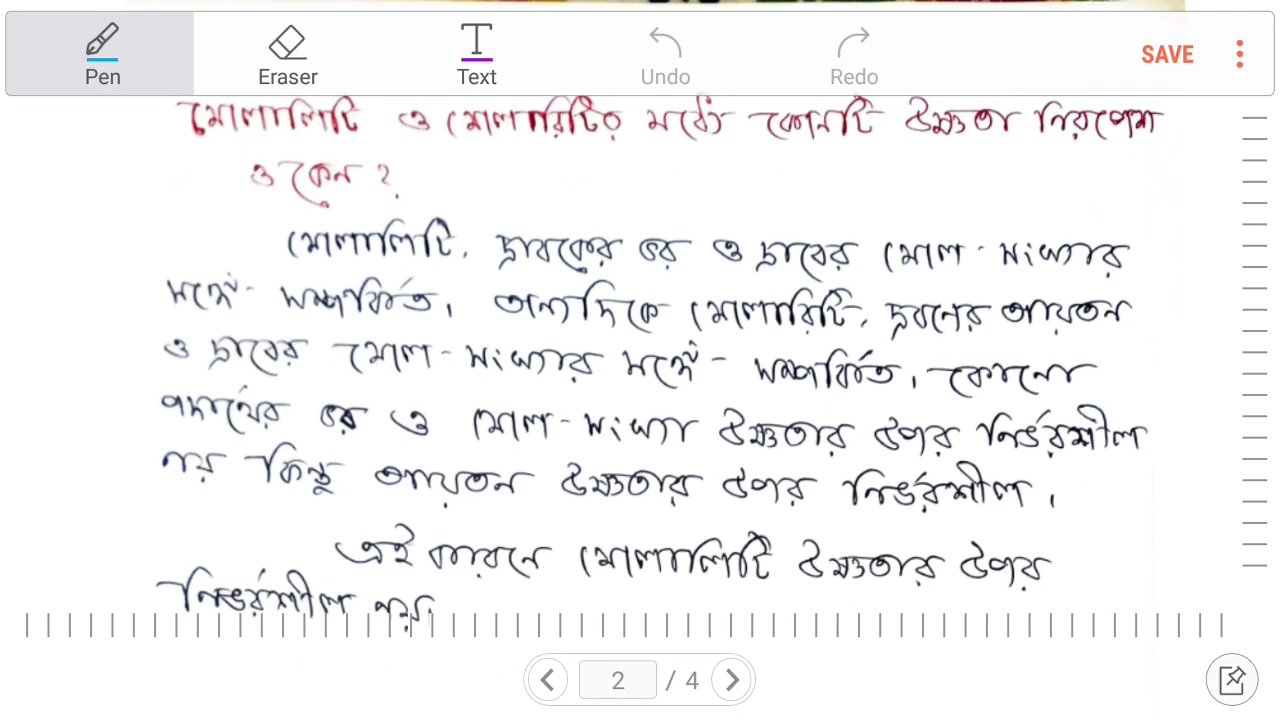 Pen
Eraser
Text
Undo
Redo
SAVE
মোলালিটি ও মোলারিটির মধ্যে কোনটি উষ্ণতা নিরপেক্ষ
ও কেন?
মোলালিটি, দ্রাবকের ভর ও দ্রাবের মোল-সংখ্যার
সঙ্গে সম্পর্কিত। অন্যদিকে মোলারিটি, দ্রবনের আয়তন
ও দ্রাবের মোল-সংখ্যার সঙ্গে সম্পর্কিত। কোনো
পদার্থের ভর ও মোল-সংখ্যা উষ্ণতার উপর নির্ভরশীল
নয় কিন্তু আয়তন উষ্ণতার উপর নির্ভরশীল।
এই কারনে মোলালিটি উষ্ণতার উপর
নির্ভরশীল নয়।
2 / 4